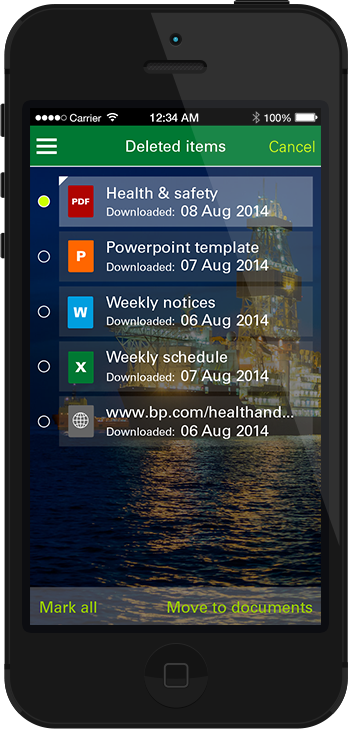 Carrier 12:34 AM 100%
Deleted items Cancel
PDF
Health & safety
Downloaded: 08 Aug 2014
P
Powerpoint template
Downloaded: 07 Aug 2014
W
Weekly notices
Downloaded: 06 Aug 2014
X
Weekly schedule
Downloaded: 07 Aug 2014
www.bp.com/healthand...
Downloaded: 06 Aug 2014
Mark all Move to documents